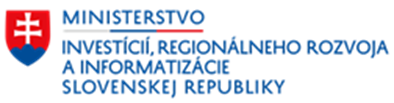 MINISTERSTVO
INVESTÍCIÍ, REGIONÁLNEHO ROZVOJA
A INFORMATIZÁCIE
SLOVENSKEJ REPUBLIKY